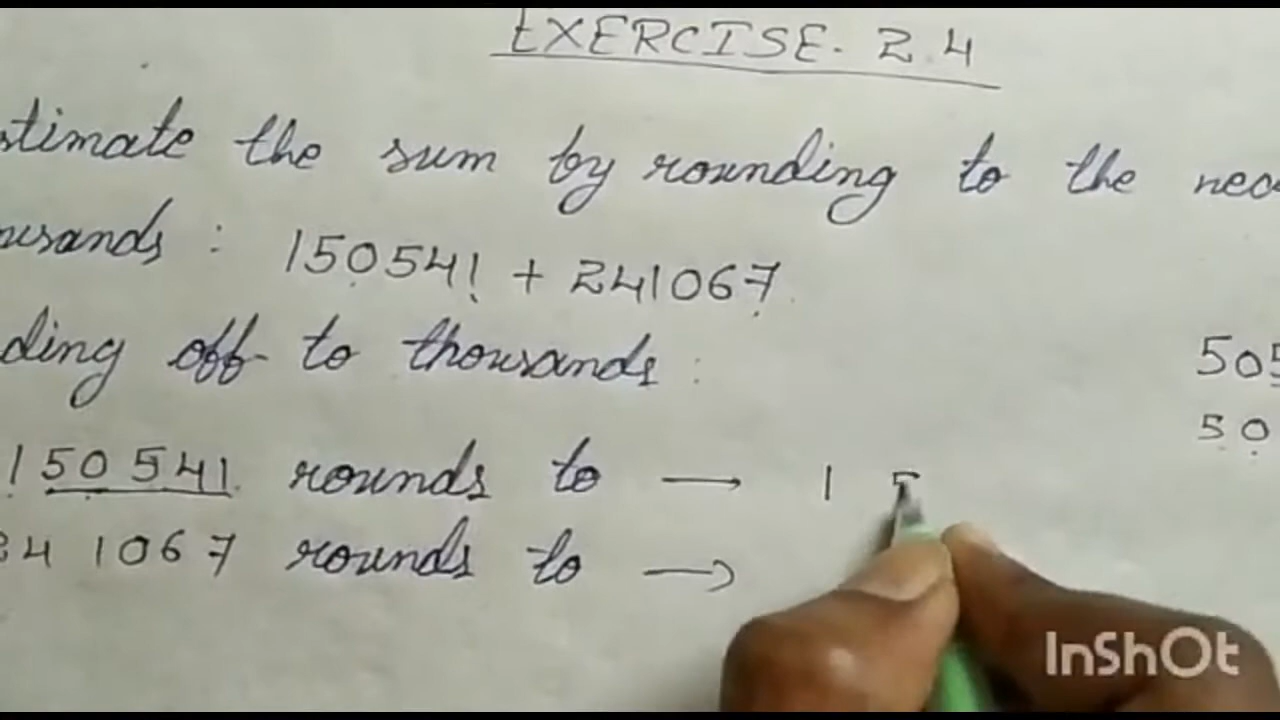 EXERCISE. 2.4
stimate the sum by rounding to the nea
usands : 150541 + 241067
ding off to thousands :
505
150541 rounds to → 1 5
50
41067 rounds to →
InShOt